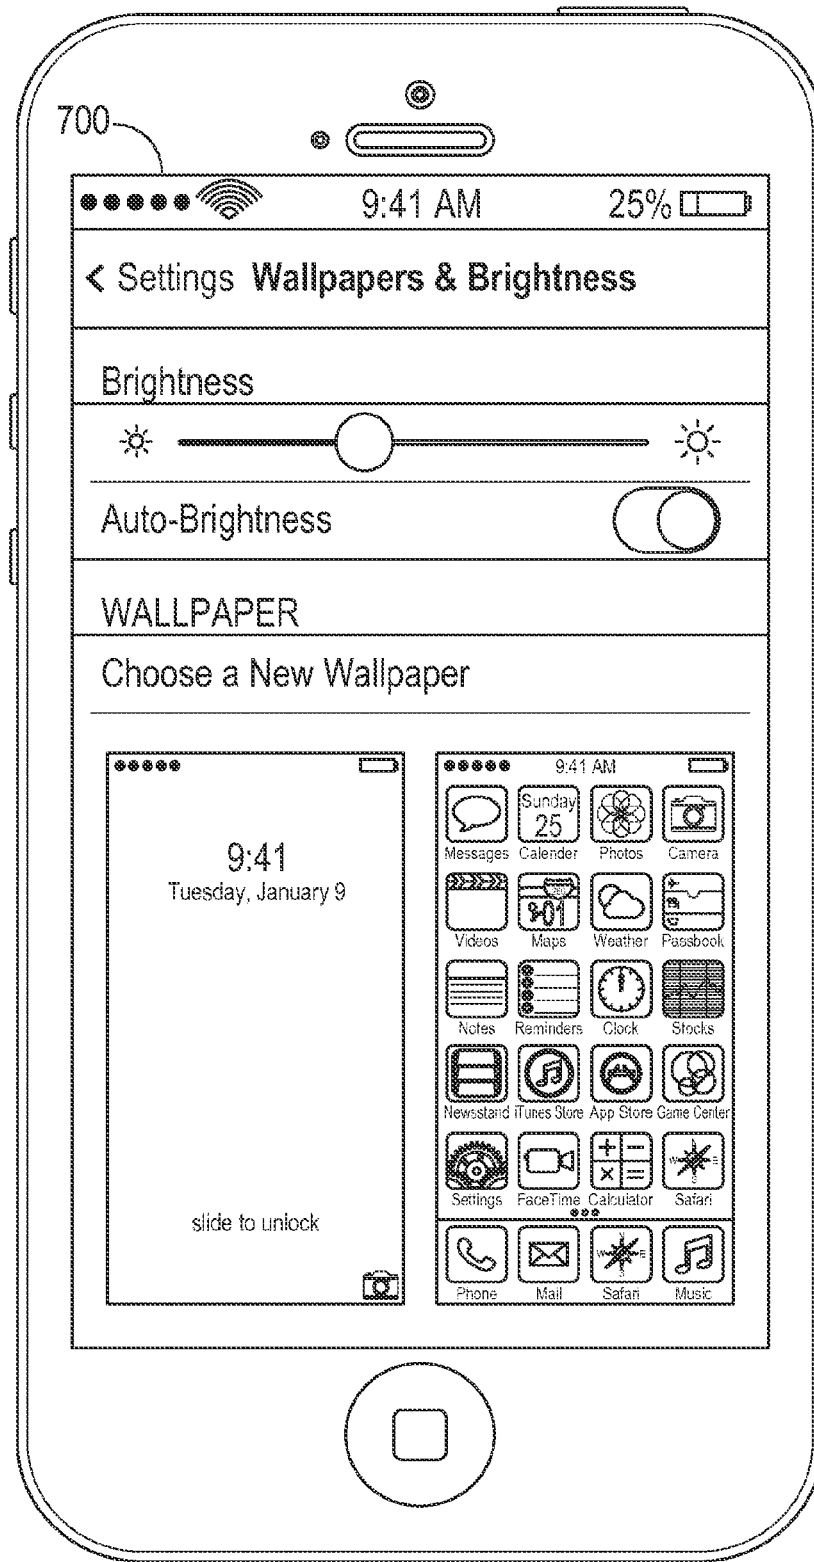 700
9:41 AM 25%
< Settings Wallpapers & Brightness
Brightness
Auto-Brightness
WALLPAPER
Choose a New Wallpaper
9:41
Tuesday, January 9
slide to unlock
9:41 AM
Sunday
25
Messages Calender Photos Camera
280
01
Videos Maps Weather Passbook
Notes Reminders Clock Stocks
Newsstand iTunes Store App Store Game Center
+ −
× =
W E
Settings FaceTime Calculator Safari
W E
Phone Mail Safari Music